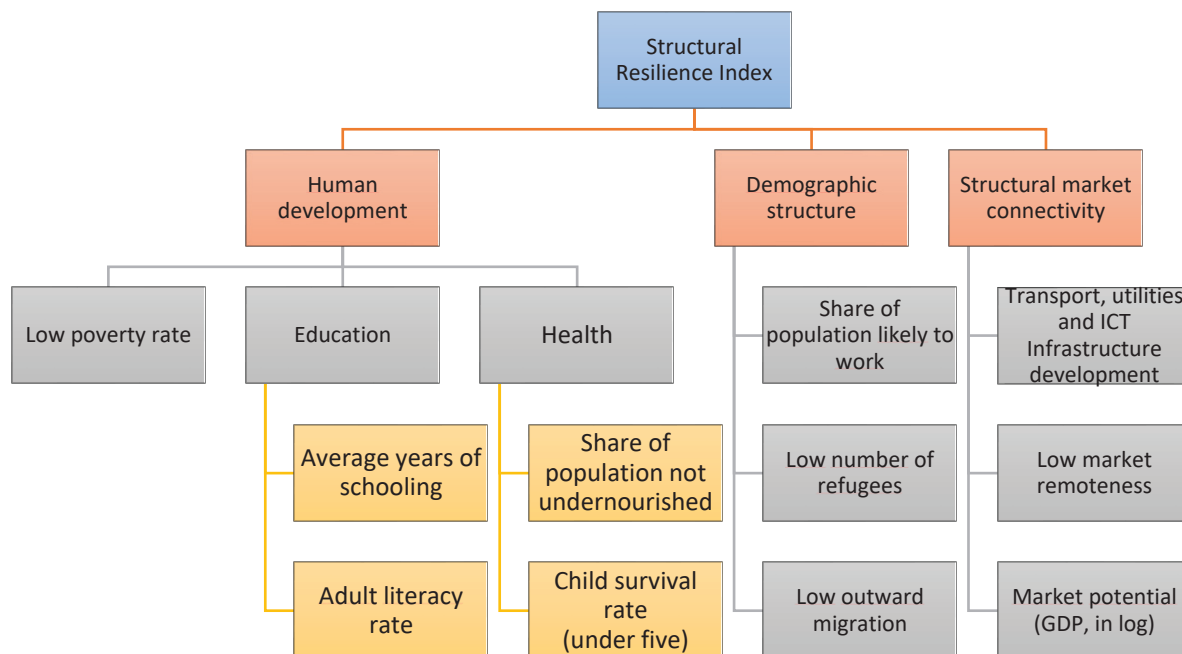 Structural
Resilience Index
Human
development
Demographic
structure
Structural market
connectivity
Low poverty rate
Education
Health
Share of
population likely to
work
Transport, utilities
and ICT
Infrastructure
development
Average years of
schooling
Share of
population not
undernourished
Low number of
refugees
Low market
remoteness
Adult literacy
rate
Child survival
rate
(under five)
Low outward
migration
Market potential
(GDP, in log)